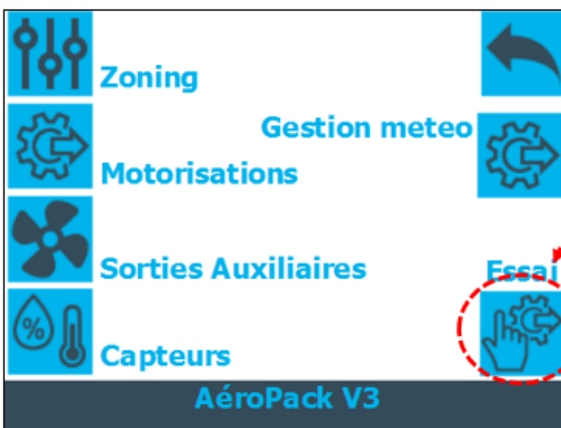 Zoning
Gestion meteo
Motorisations
Sorties Auxiliaires
Essai
%
Capteurs
AéroPack V3